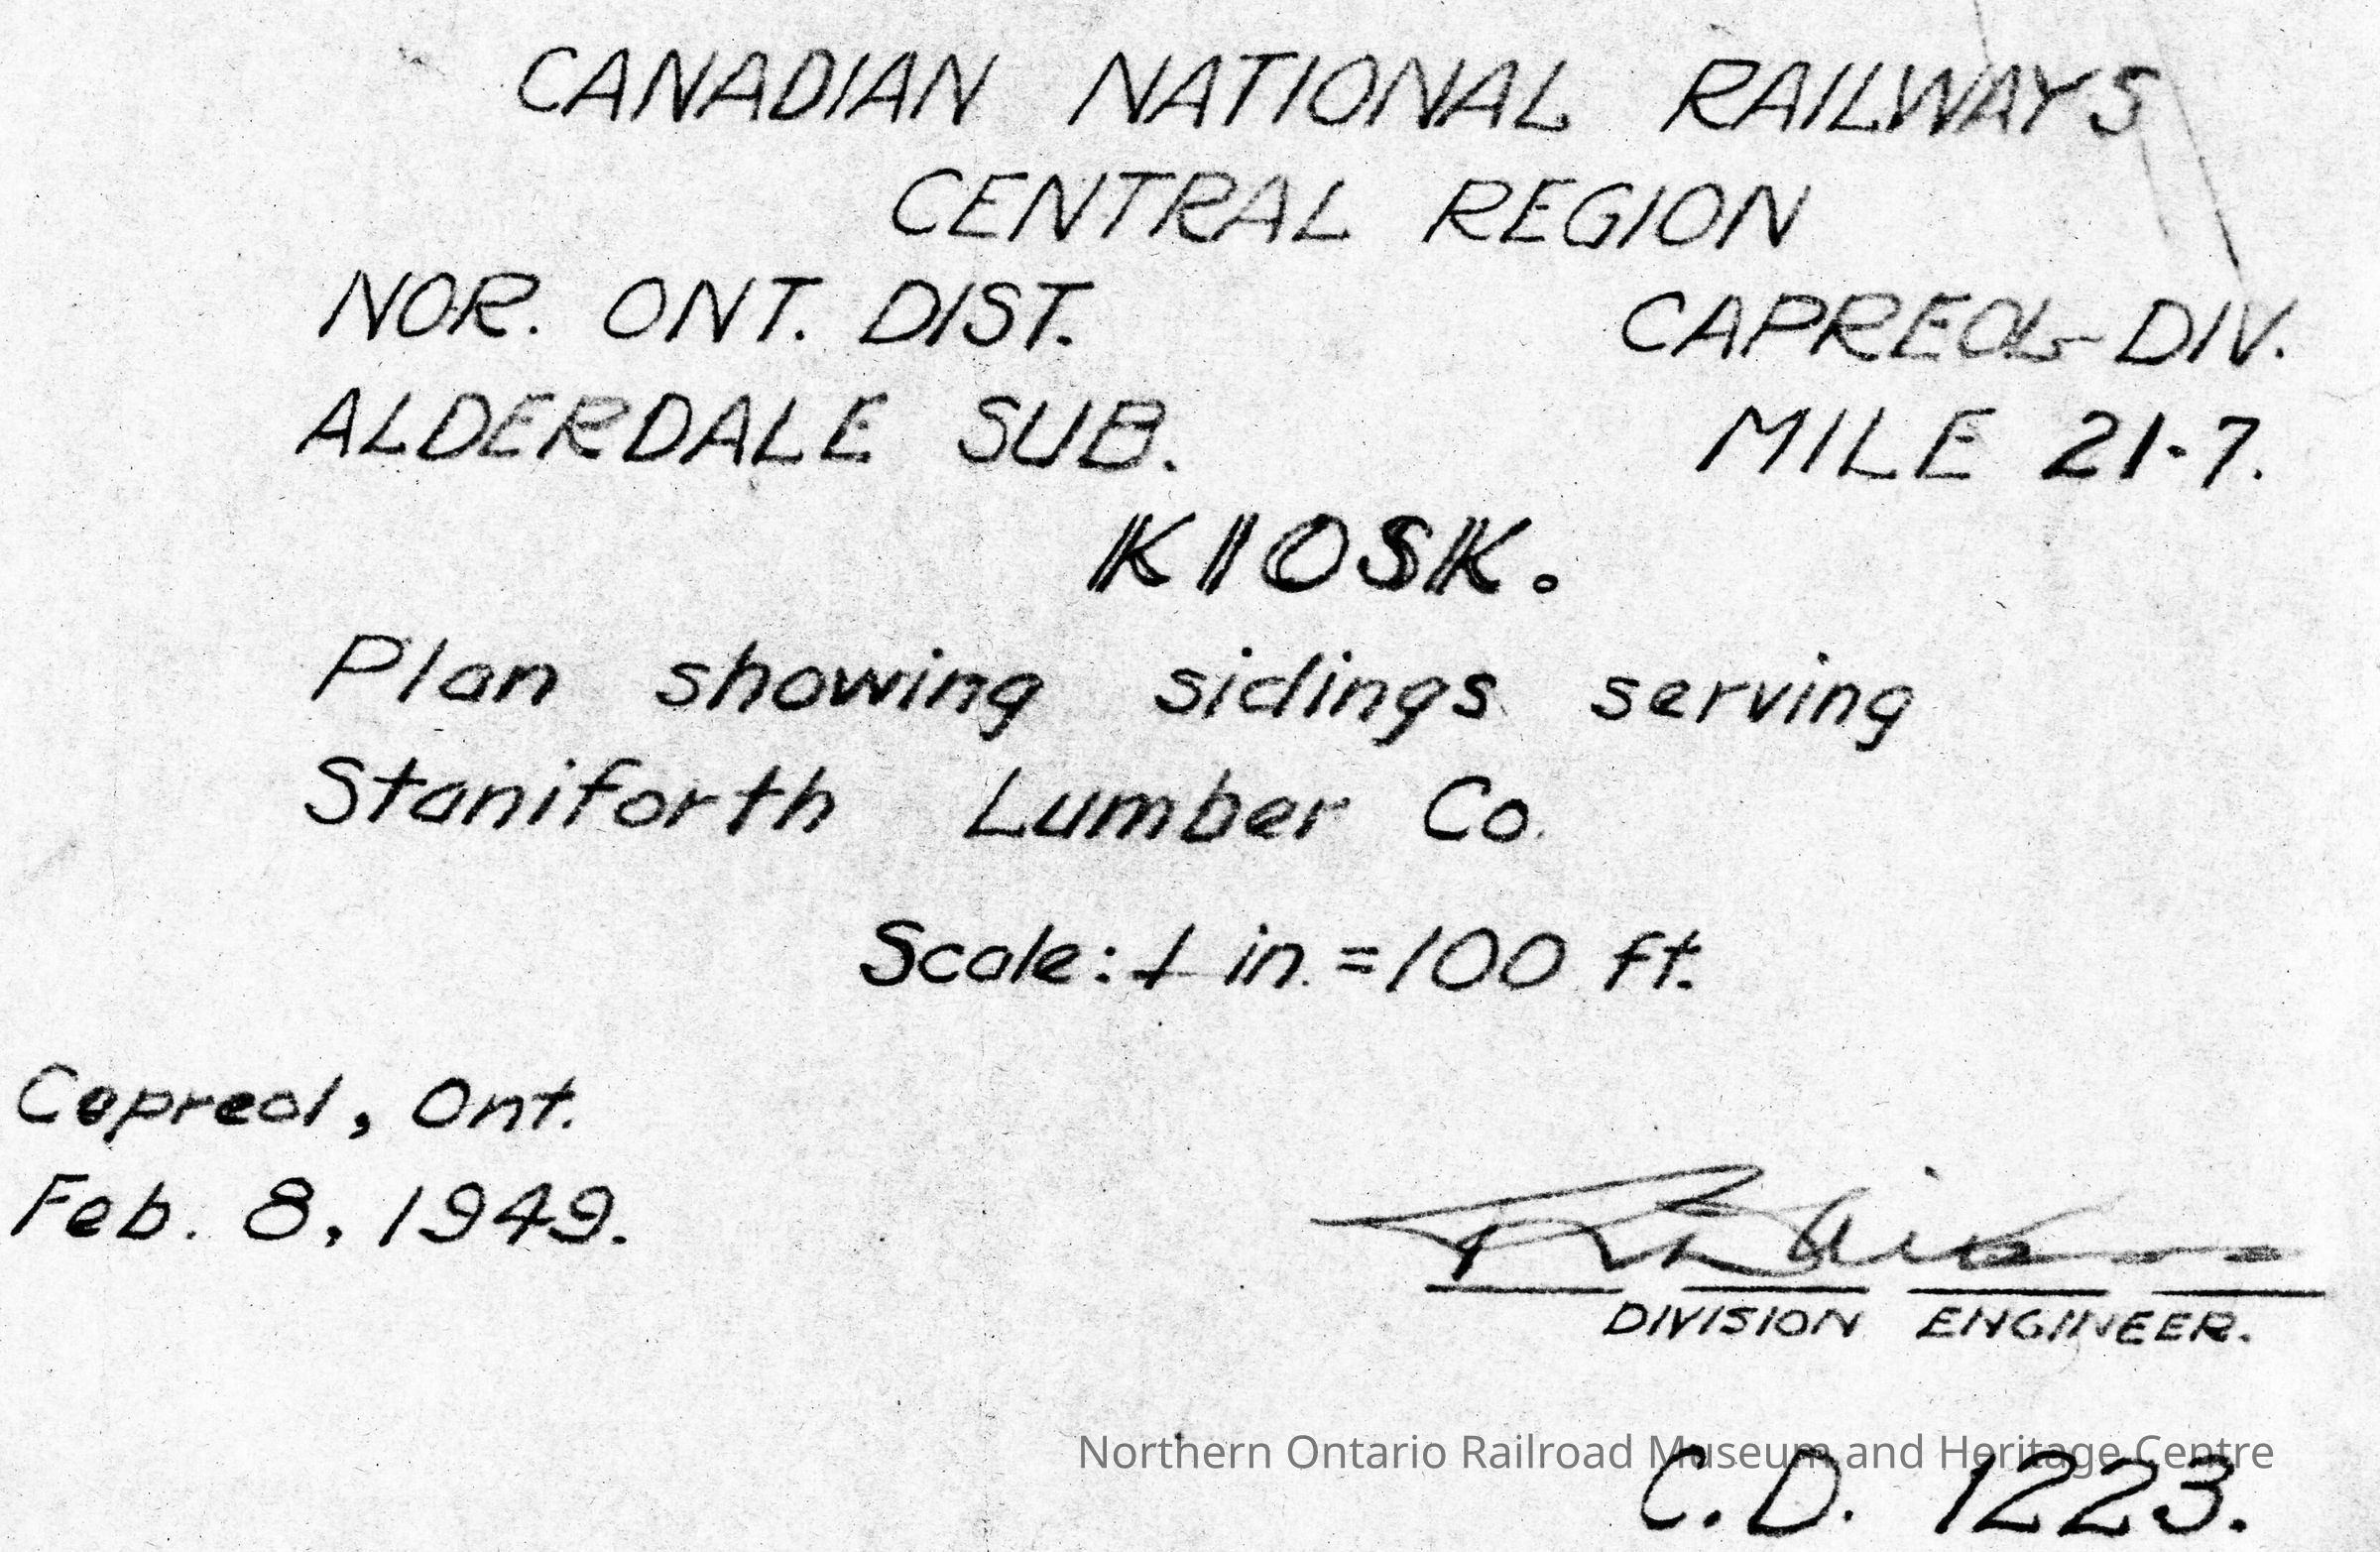 CANADIAN NATIONAL RAILWAYS
CENTRAL REGION
NOR. ONT. DIST. CAPREOL DIV.
ALDERDALE SUB. MILE 21.7.
KIOSK.
Plan showing sidings serving
Staniforth Lumber Co.
Scale: 1 in. = 100 ft.
Capreol, Ont.
Feb. 8, 1949.
DIVISION ENGINEER.
Northern Ontario Railroad Museum and Heritage Centre
C.D. 1223.